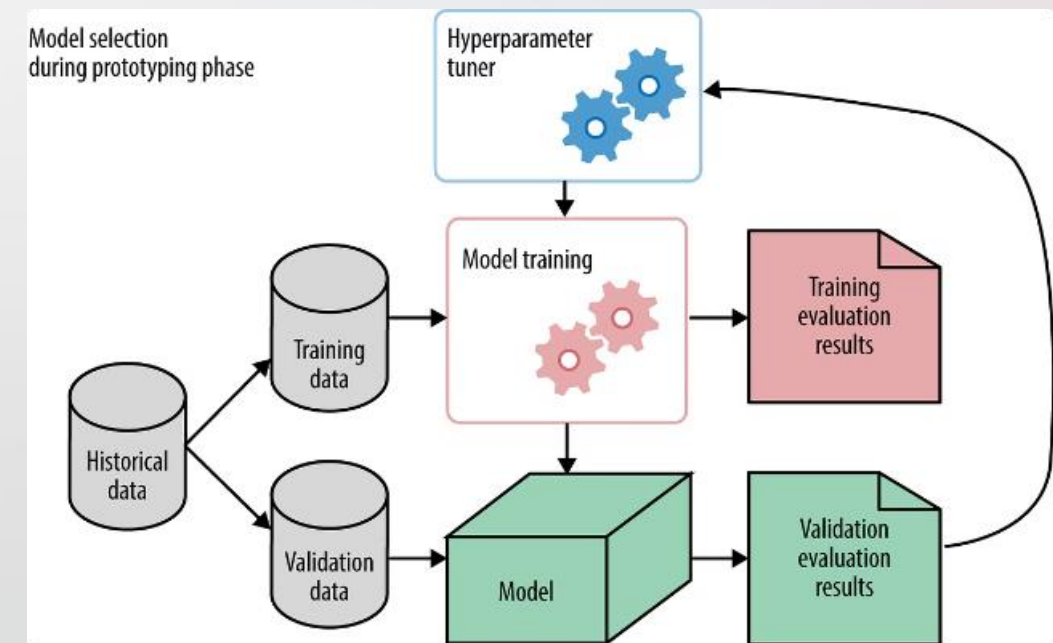 Model selection
during prototyping phase
Hyperparameter
tuner
Model training
Training
evaluation
results
Training
data
Historical
data
Validation
data
Model
Validation
evaluation
results